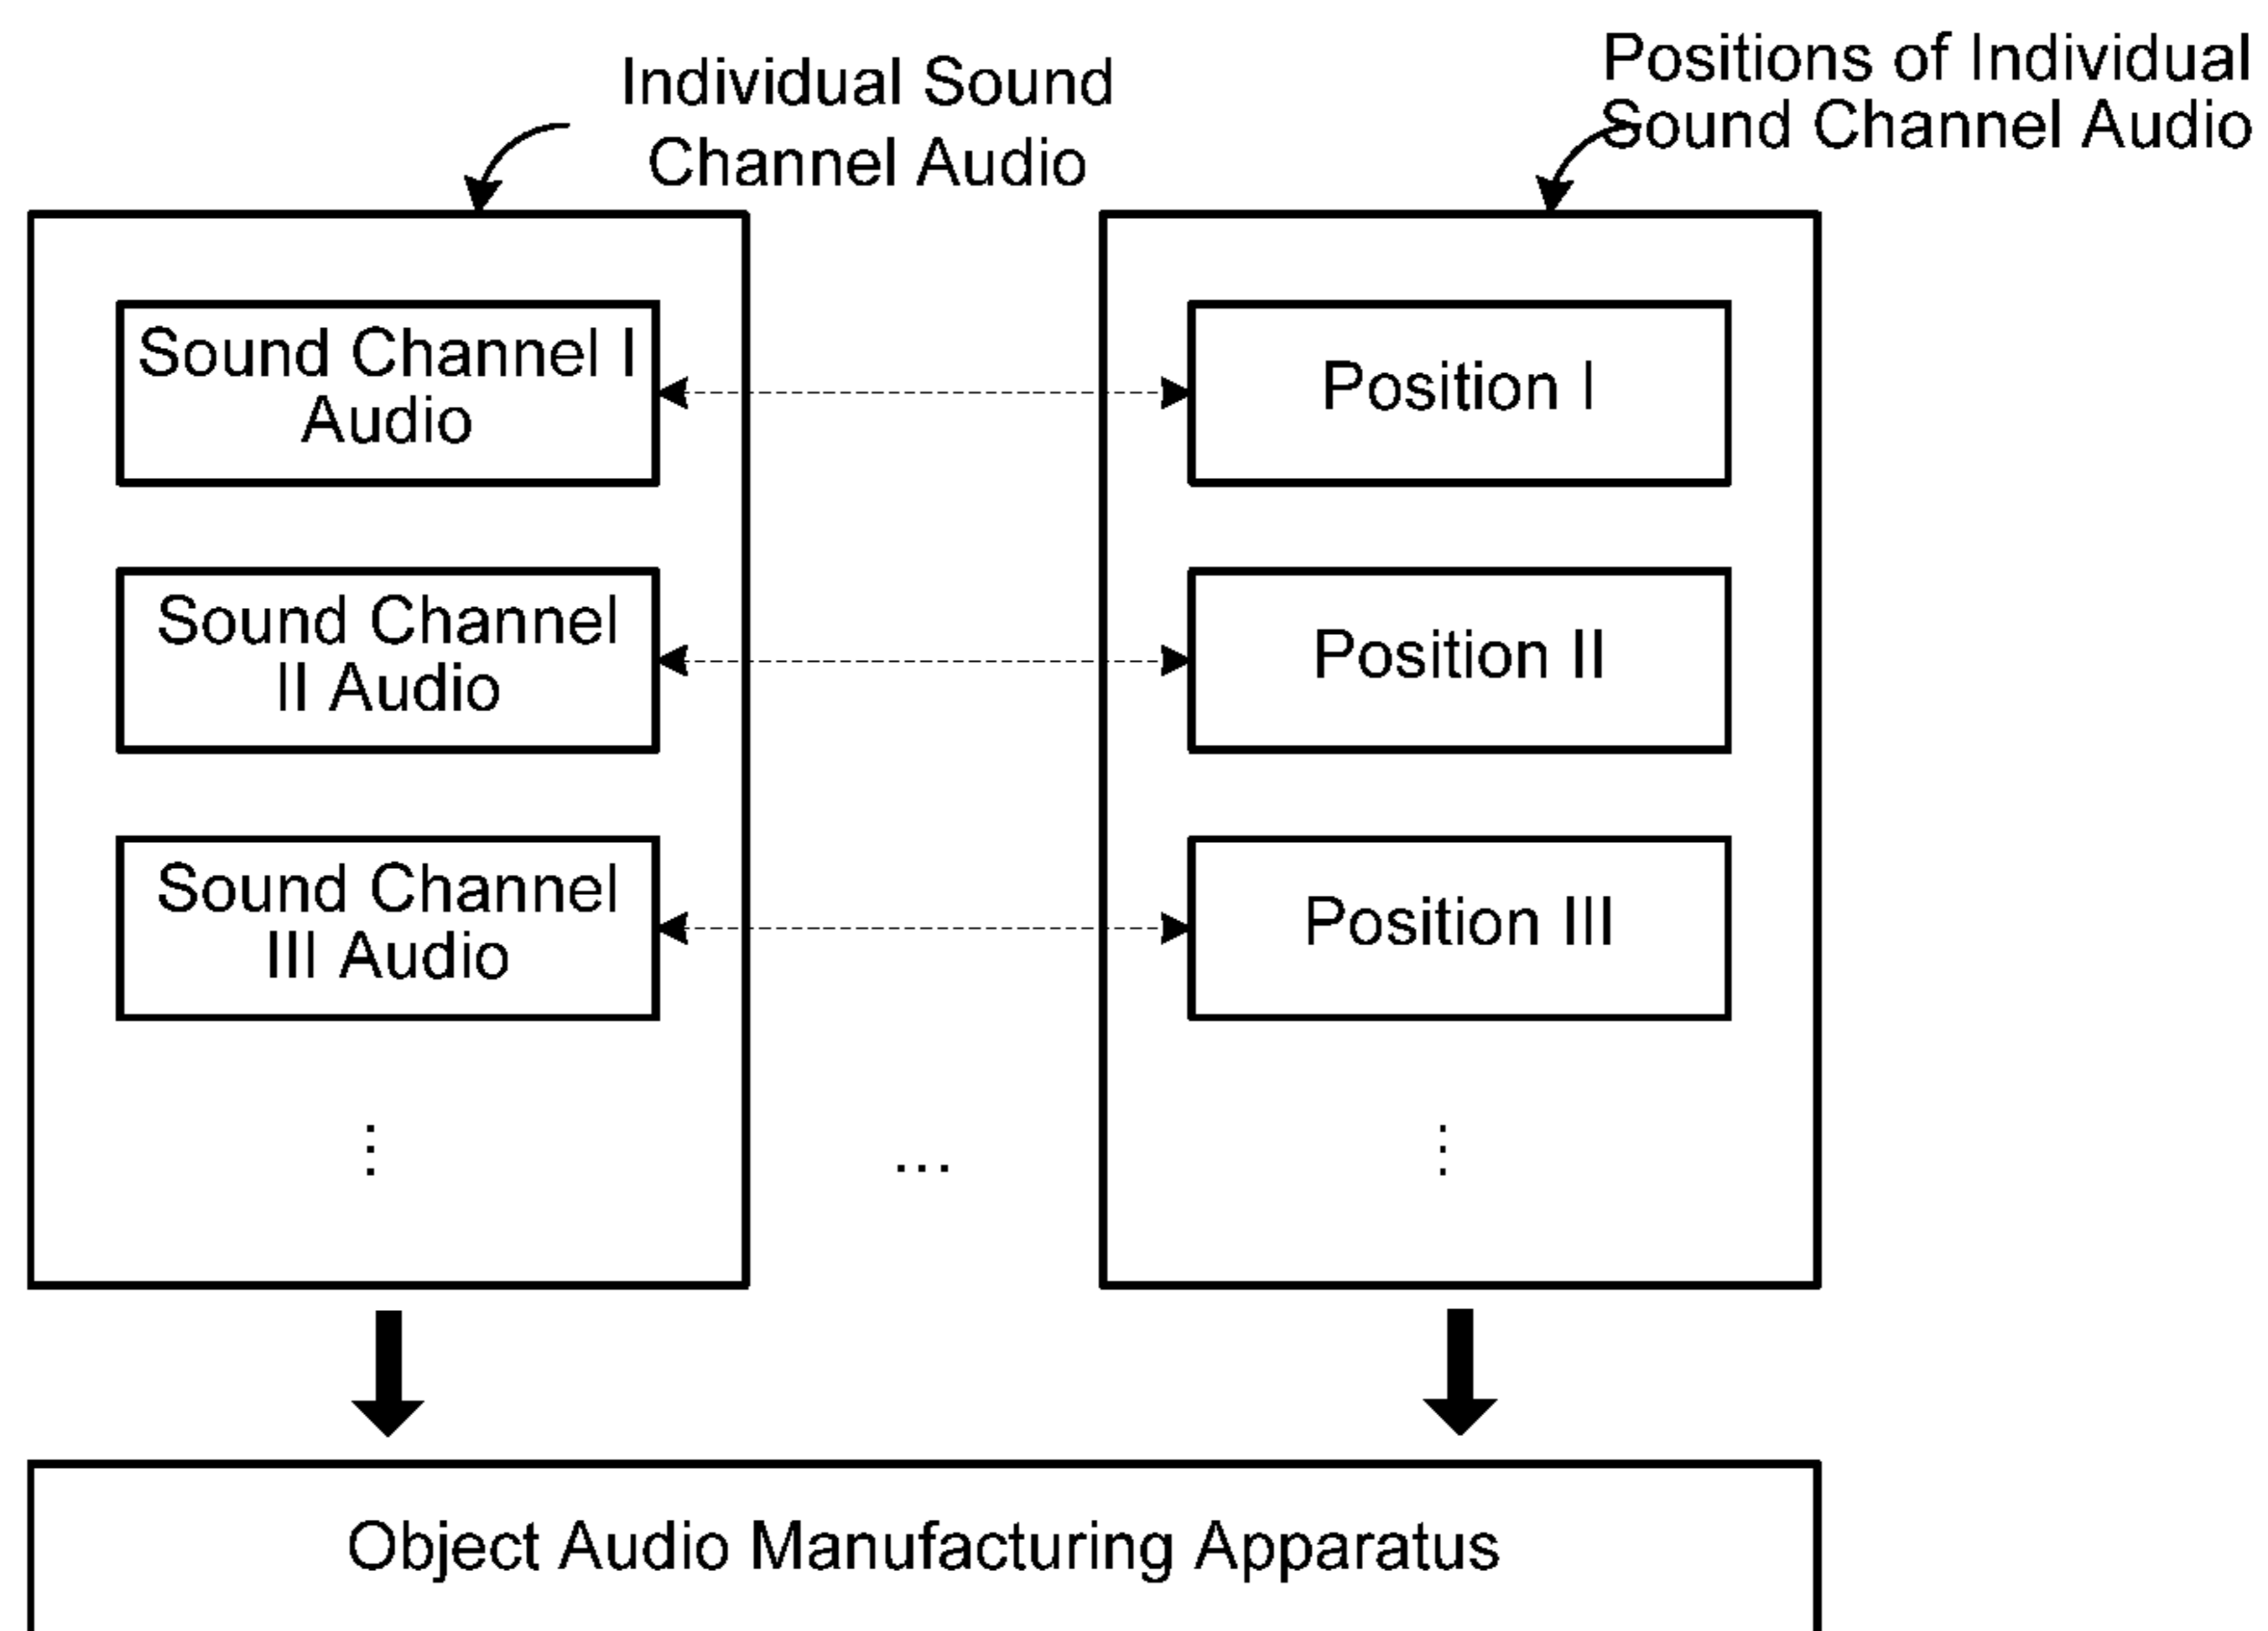 Individual Sound
Channel Audio
Positions of Individual
Sound Channel Audio
Sound Channel I
Audio
Position I
Sound Channel
II Audio
Position II
Sound Channel
III Audio
Position III
⋮
...
⋮
Object Audio Manufacturing Apparatus